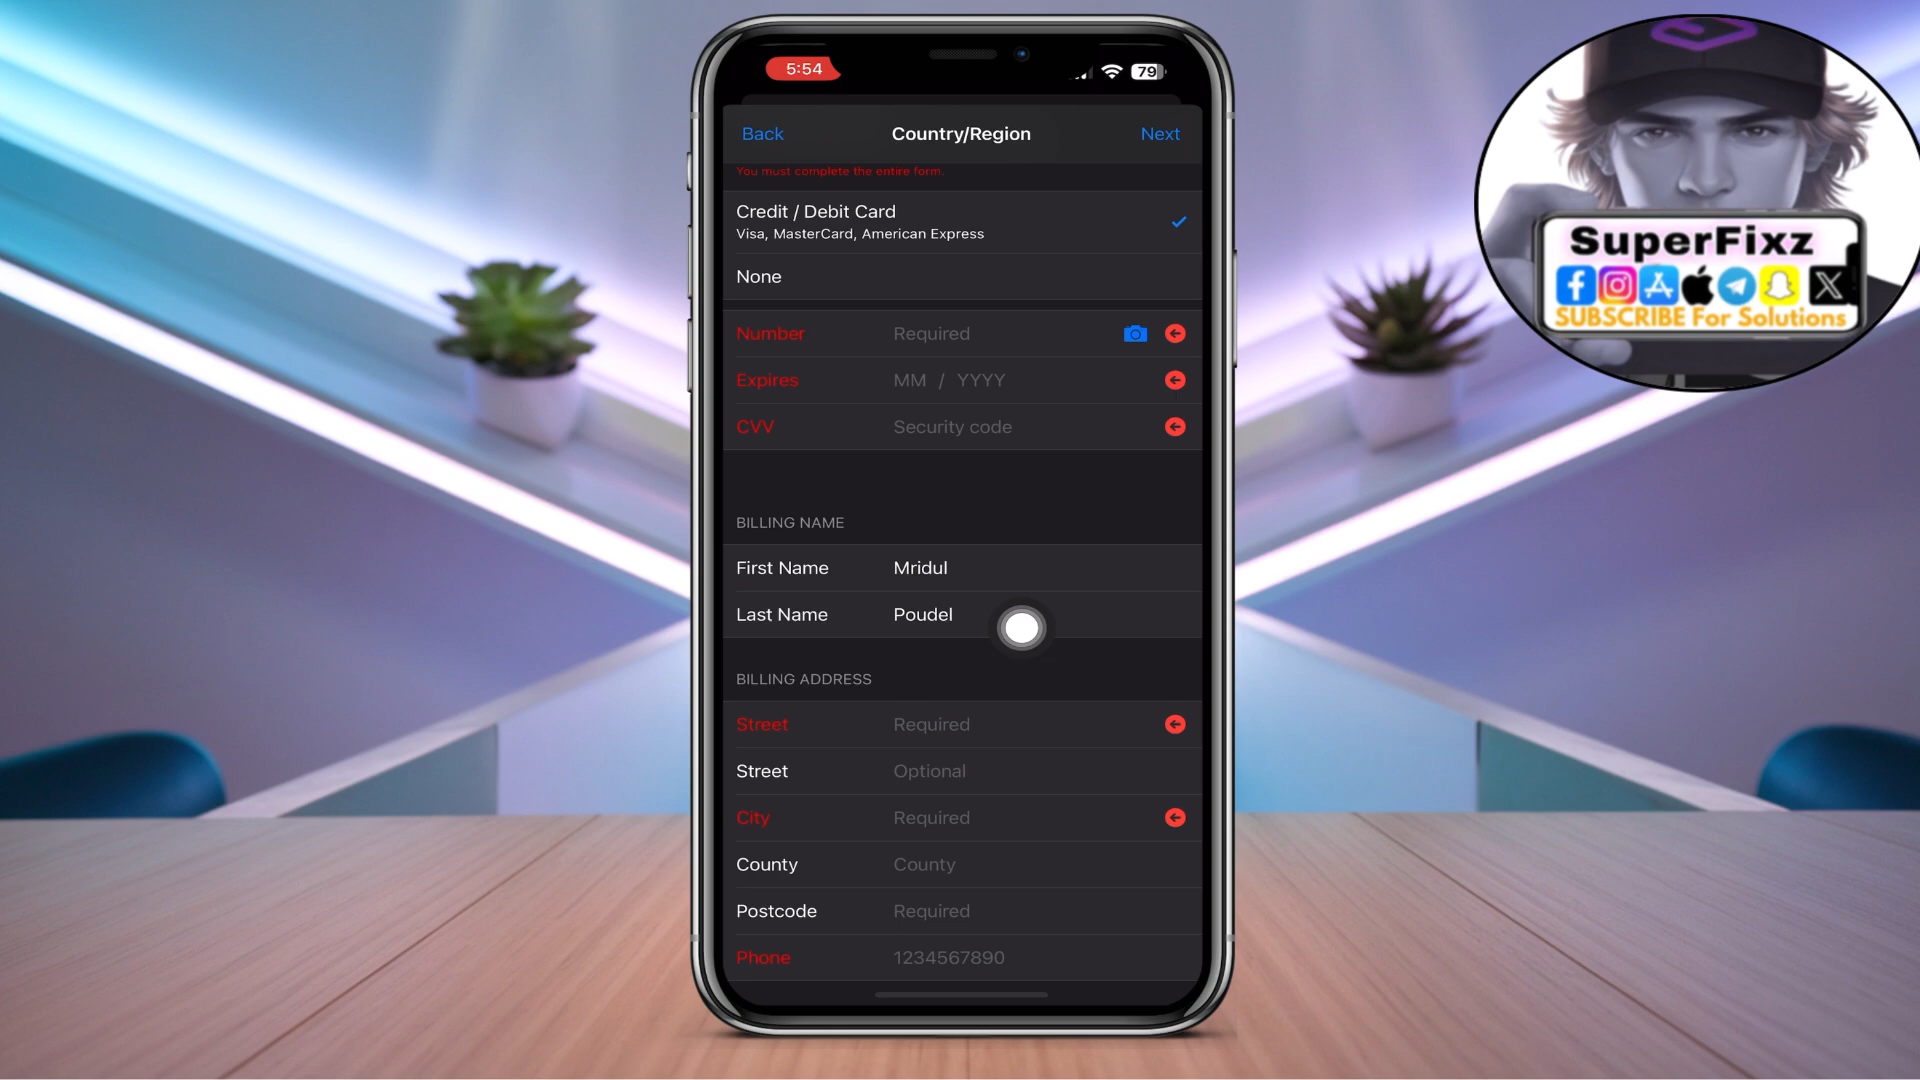 5:54
79
Back Country/Region Next
You must complete the entire form.
Credit / Debit Card
Visa, MasterCard, American Express
None
Number Required
Expires MM / YYYY
CVV Security code
BILLING NAME
First Name Mridul
Last Name Poudel
BILLING ADDRESS
Street Required
Street Optional
City Required
County County
Postcode Required
Phone 1234567890
SuperFixz
SUBSCRIBE For Solutions